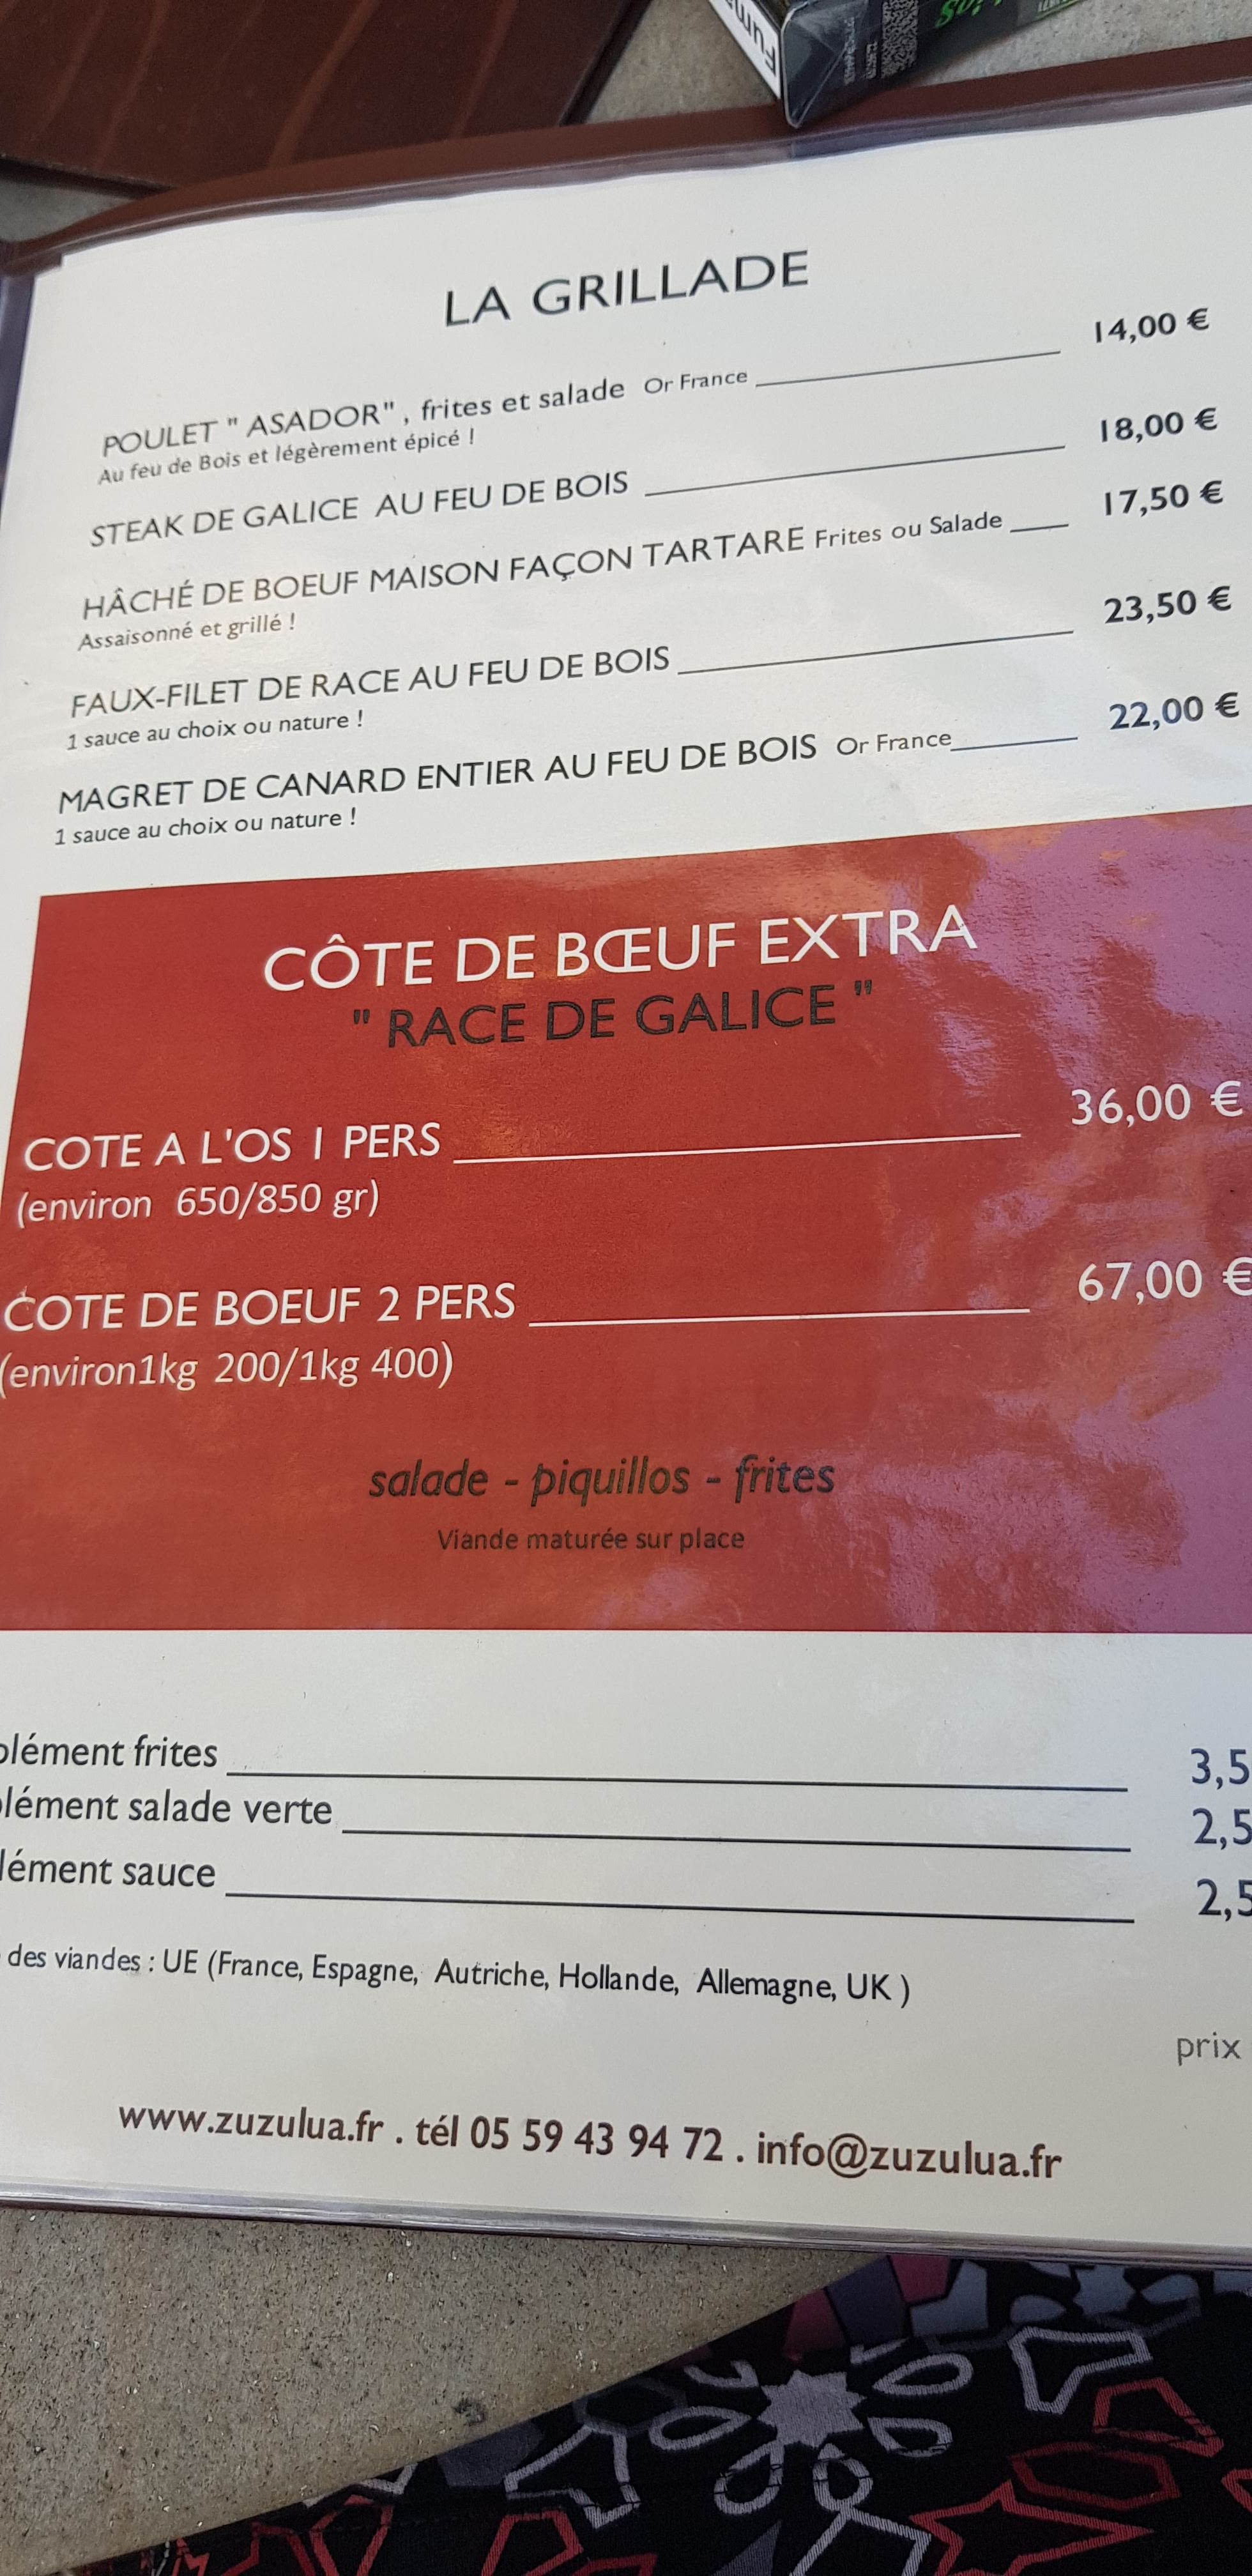 FUM
LA GRILLADE
POULET " ASADOR" , frites et salade Or France 14,00 €
Au feu de Bois et légèrement épicé !
STEAK DE GALICE AU FEU DE BOIS 18,00 €
HÂCHÉ DE BOEUF MAISON FAÇON TARTARE Frites ou Salade 17,50 €
Assaisonné et grillé !
FAUX-FILET DE RACE AU FEU DE BOIS 23,50 €
1 sauce au choix ou nature !
MAGRET DE CANARD ENTIER AU FEU DE BOIS Or France 22,00 €
1 sauce au choix ou nature !
CÔTE DE BŒUF EXTRA
" RACE DE GALICE "
COTE A L'OS 1 PERS 36,00 €
(environ 650/850 gr)
COTE DE BOEUF 2 PERS 67,00 €
(environ1kg 200/1kg 400)
salade - piquillos - frites
Viande maturée sur place
plément frites 3,5
plément salade verte 2,5
lément sauce 2,5
des viandes : UE (France, Espagne, Autriche, Hollande, Allemagne, UK )
prix
www.zuzulua.fr . tél 05 59 43 94 72 . info@zuzulua.fr